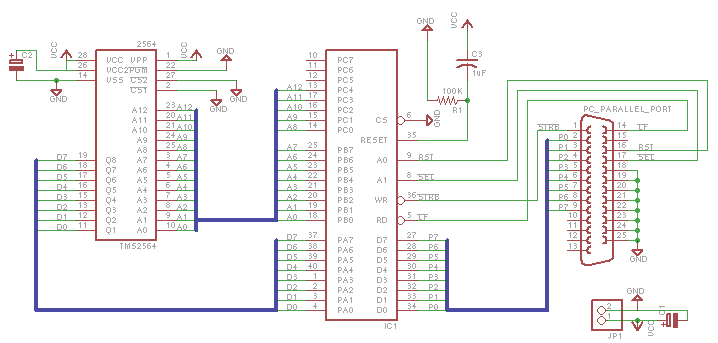 C2
VCC
GND
2564
28 VCC VPP 1
26 VCC2 PGM 22
14 VSS CS2 27
CS1 2
VCC
GND
GND
GND
A12 23 A12
A11 21 A11
A10 A10
A9 24 A9
A8 25 A8
D7 19 Q8 A7 3 A7
D6 18 Q7 A6 4 A6
D5 17 Q6 A5 5 A5
D4 16 Q5 A4 6 A4
D3 15 Q4 A3 7 A3
D2 13 Q3 A2 8 A2
D1 12 Q2 A1 9 A1
D0 11 Q1 A0 10 A0
TMS2564
10 PC7
11 PC6
12 PC5
A12 13 PC4
A11 PC3
A10 PC2
A9 PC1
A8 14 PC0
A7 25 PB7
A6 24 PB6
A5 23 PB5
A4 22 PB4
A3 21 PB3
A2 20 PB2
A1 19 PB1
A0 18 PB0
D7 37 PA7
D6 38 PA6
D5 39 PA5
D4 40 PA4
D3 1 PA3
D2 2 PA2
D1 3 PA1
D0 4 PA0
CS 6
RESET 35
A0 9 RST
A1 8 SEL
WR 36 STRB
RD 5 LF
D7 27 P7
D6 28 P6
D5 29 P5
D4 30 P4
D3 31 P3
D2 32 P2
D1 33 P1
D0 34 P0
IC1
GND
VCC
C3
1uF
100K
R1
GND
PC_PARALLEL_PORT
STRB 1 14 LF
P0 2 15
P1 3 16 RST
P2 4 17 SEL
P3 5 18
P4 6 19
P5 7 20
P6 8 21
P7 9 22
10 23
11 24
12 25
13
GND
GND
2
1
JP1
VCC
C1